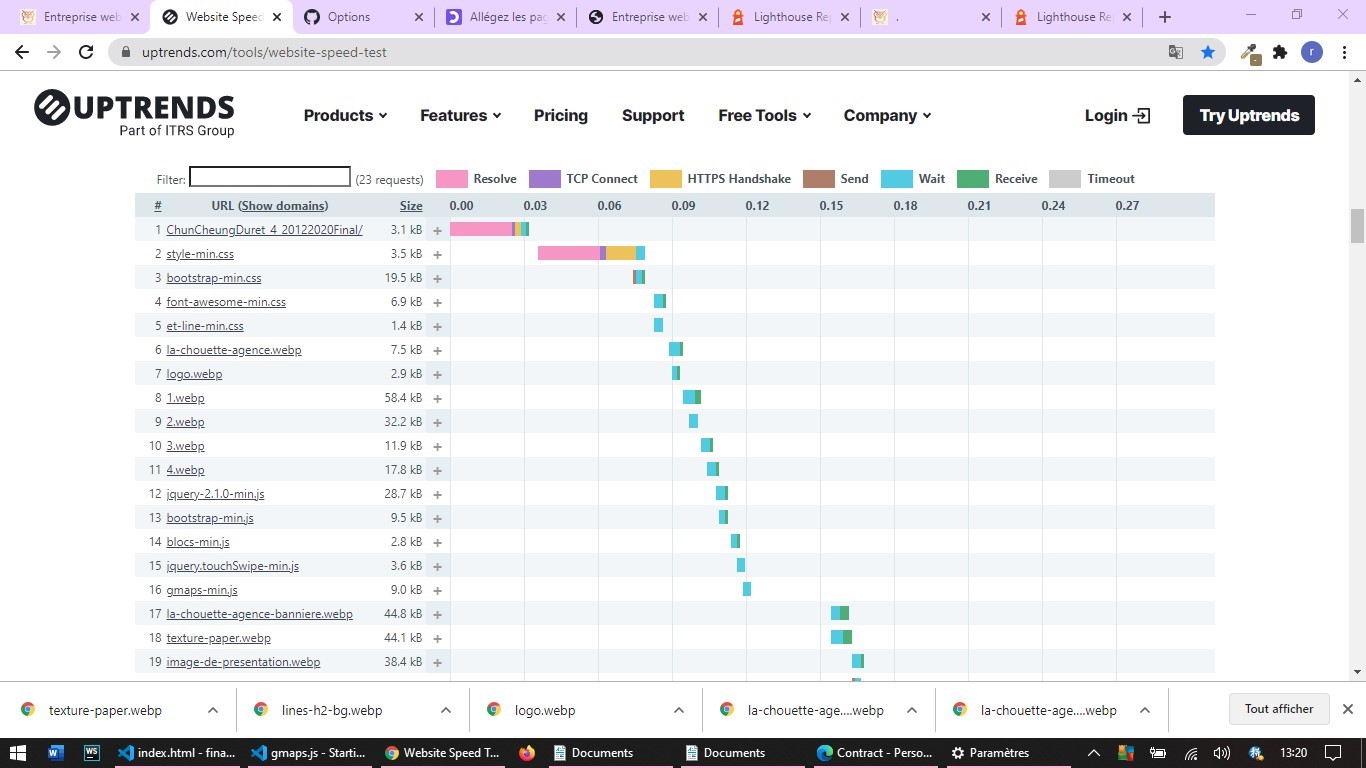 Entreprise web
Website Speed
Options
Allégez les pag
Entreprise web
Lighthouse Rep
.
Lighthouse Rep
uptrends.com/tools/website-speed-test
r
UPTRENDS
Part of ITRS Group
Products
Features
Pricing
Support
Free Tools
Company
Login
Try Uptrends
Filter: (23 requests) Resolve TCP Connect HTTPS Handshake Send Wait Receive Timeout
# URL (Show domains) Size 0.00 0.03 0.06 0.09 0.12 0.15 0.18 0.21 0.24 0.27
1 ChunCheungDuret_4_20122020Final/ 3.1 kB +
2 style-min.css 3.5 kB +
3 bootstrap-min.css 19.5 kB +
4 font-awesome-min.css 6.9 kB +
5 et-line-min.css 1.4 kB +
6 la-chouette-agence.webp 7.5 kB +
7 logo.webp 2.9 kB +
8 1.webp 58.4 kB +
9 2.webp 32.2 kB +
10 3.webp 11.9 kB +
11 4.webp 17.8 kB +
12 jquery-2.1.0-min.js 28.7 kB +
13 bootstrap-min.js 9.5 kB +
14 blocs-min.js 2.8 kB +
15 jquery.touchSwipe-min.js 3.6 kB +
16 gmaps-min.js 9.0 kB +
17 la-chouette-agence-banniere.webp 44.8 kB +
18 texture-paper.webp 44.1 kB +
19 image-de-presentation.webp 38.4 kB +
texture-paper.webp
lines-h2-bg.webp
logo.webp
la-chouette-age....webp
la-chouette-age....webp
Tout afficher
index.html - fina...
gmaps.js - Starti...
Website Speed T...
Documents
Documents
Contract - Perso...
Paramètres
13:20